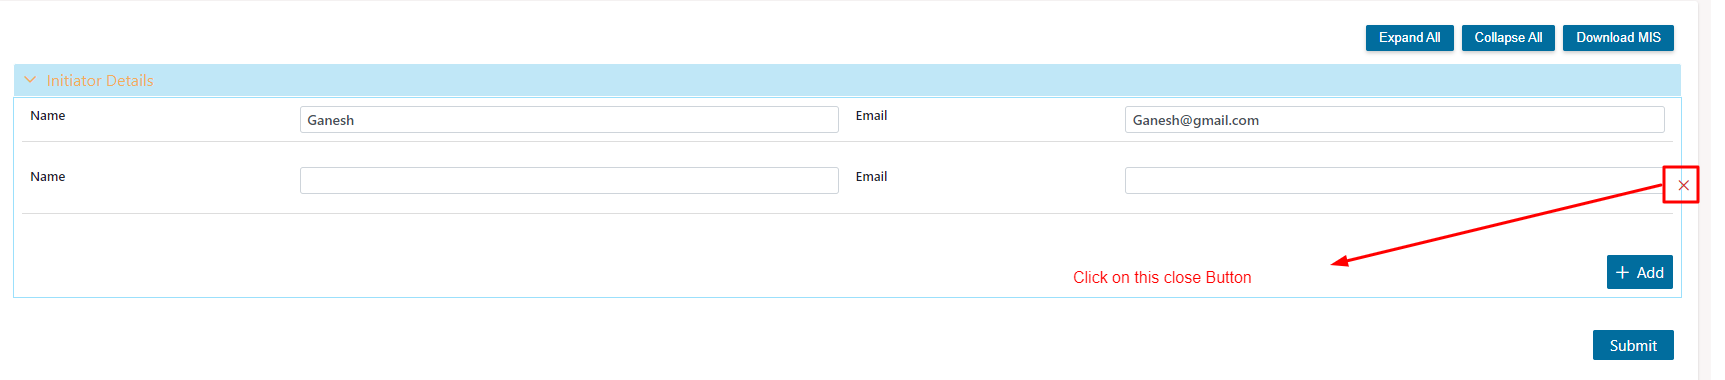 Expand All Collapse All Download MIS
Initiator Details
Name Ganesh Email Ganesh@gmail.com
Name Email
Click on this close Button
+ Add
Submit